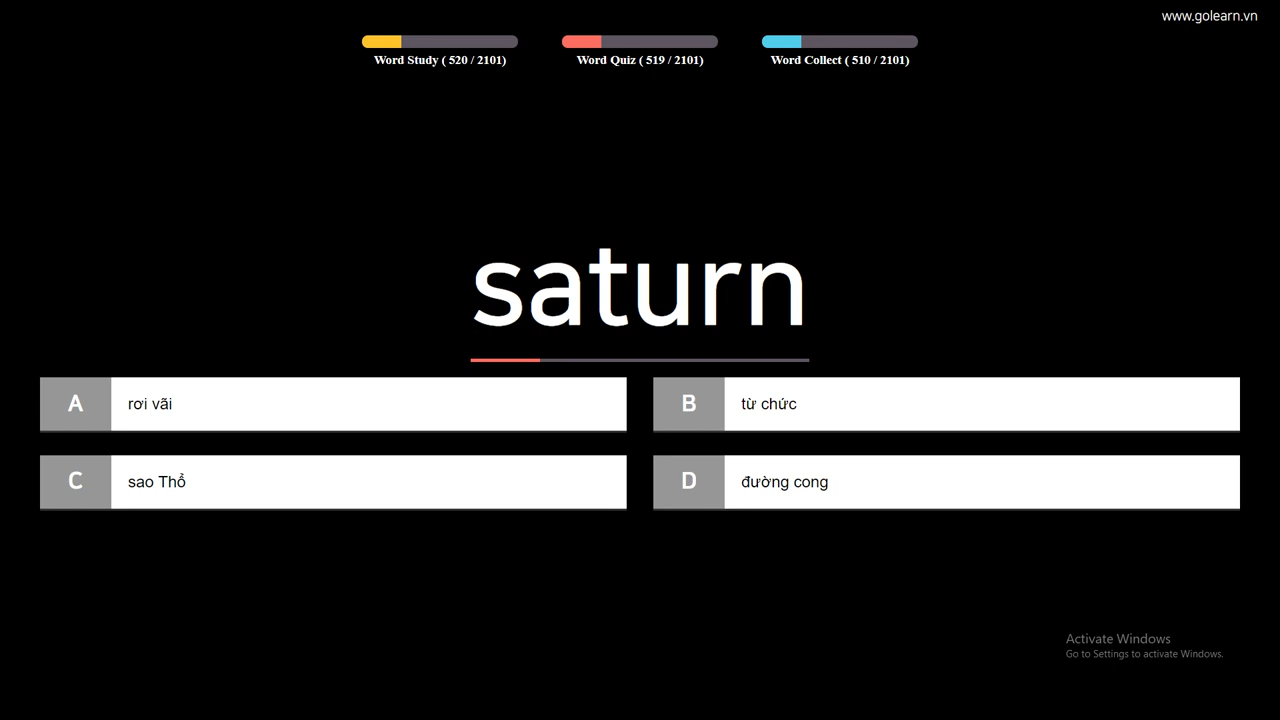 www.golearn.vn
Word Study ( 520 / 2101)
Word Quiz ( 519 / 2101)
Word Collect ( 510 / 2101)
saturn
A rơi vãi
B từ chức
C sao Thổ
D đường cong
Activate Windows
Go to Settings to activate Windows.